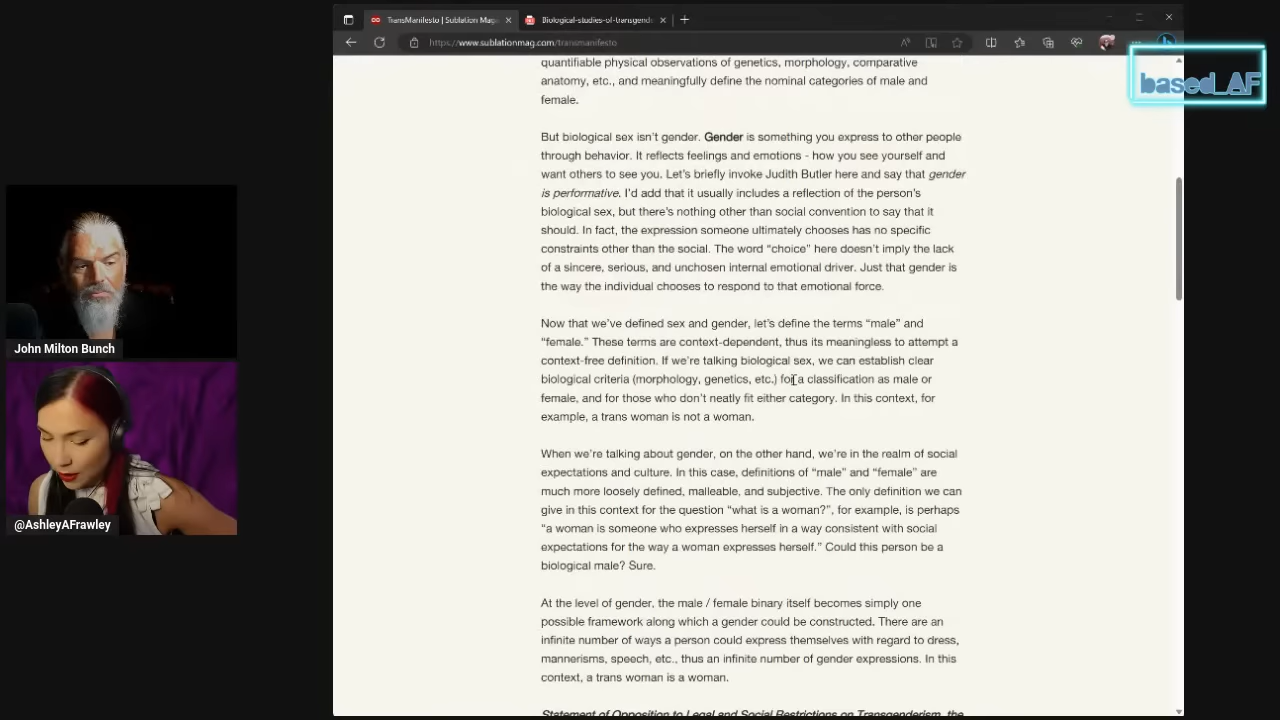 TransManifesto | Sublation Mag
Biological-studies-of-transgend
https://www.sublationmag.com/transmanifesto
based_AF
quantifiable physical observations of genetics, morphology, comparative
anatomy, etc., and meaningfully define the nominal categories of male and
female.
But biological sex isn't gender. Gender is something you express to other people
through behavior. It reflects feelings and emotions - how you see yourself and
want others to see you. Let's briefly invoke Judith Butler here and say that gender
is performative. I'd add that it usually includes a reflection of the person's
biological sex, but there's nothing other than social convention to say that it
should. In fact, the expression someone ultimately chooses has no specific
constraints other than the social. The word “choice” here doesn't imply the lack
of a sincere, serious, and unchosen internal emotional driver. Just that gender is
the way the individual chooses to respond to that emotional force.
Now that we've defined sex and gender, let's define the terms “male” and
“female.” These terms are context-dependent, thus its meaningless to attempt a
context-free definition. If we're talking biological sex, we can establish clear
biological criteria (morphology, genetics, etc.) for a classification as male or
female, and for those who don't neatly fit either category. In this context, for
example, a trans woman is not a woman.
When we're talking about gender, on the other hand, we're in the realm of social
expectations and culture. In this case, definitions of “male” and “female” are
much more loosely defined, malleable, and subjective. The only definition we can
give in this context for the question “what is a woman?”, for example, is perhaps
“a woman is someone who expresses herself in a way consistent with social
expectations for the way a woman expresses herself.” Could this person be a
biological male? Sure.
At the level of gender, the male / female binary itself becomes simply one
possible framework along which a gender could be constructed. There are an
infinite number of ways a person could express themselves with regard to dress,
mannerisms, speech, etc., thus an infinite number of gender expressions. In this
context, a trans woman is a woman.
Statement of Opposition to Legal and Social Restrictions on Transgenderism, the
John Milton Bunch
@AshleyAFrawley